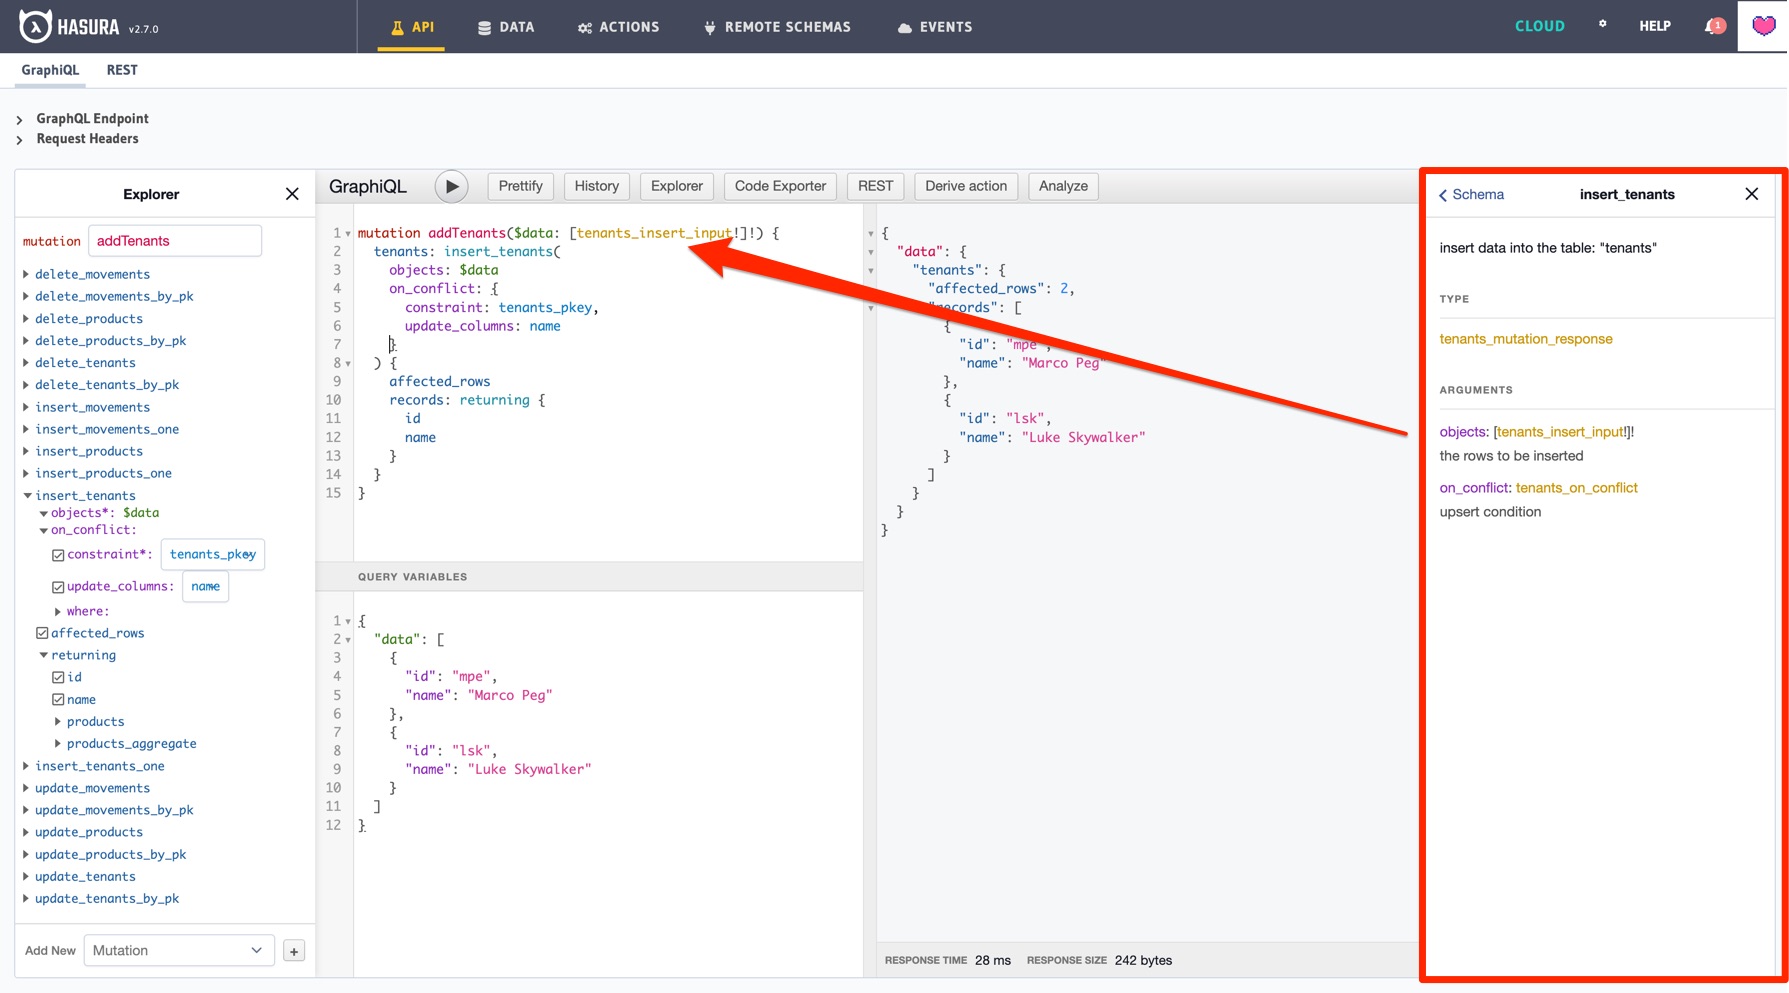 HASURA v2.7.0
API
DATA
ACTIONS
REMOTE SCHEMAS
EVENTS
CLOUD
HELP
1
GraphiQL
REST
GraphQL Endpoint
Request Headers
Explorer
mutation addTenants
delete_movements
delete_movements_by_pk
delete_products
delete_products_by_pk
delete_tenants
delete_tenants_by_pk
insert_movements
insert_movements_one
insert_products
insert_products_one
insert_tenants
objects*: $data
on_conflict:
constraint*: tenants_pkey
update_columns: name
where:
affected_rows
returning
id
name
products
products_aggregate
insert_tenants_one
update_movements
update_movements_by_pk
update_products
update_products_by_pk
update_tenants
update_tenants_by_pk
Add New Mutation +
GraphiQL
Prettify
History
Explorer
Code Exporter
REST
Derive action
Analyze
1 mutation addTenants($data: [tenants_insert_input!]!) {
2 tenants: insert_tenants(
3 objects: $data
4 on_conflict: {
5 constraint: tenants_pkey,
6 update_columns: name
7 }
8 ) {
9 affected_rows
10 records: returning {
11 id
12 name
13 }
14 }
15 }
QUERY VARIABLES
1 {
2 "data": [
3 {
4 "id": "mpe",
5 "name": "Marco Peg"
6 },
7 {
8 "id": "lsk",
9 "name": "Luke Skywalker"
10 }
11 ]
12 }
{
"data": {
"tenants": {
"affected_rows": 2,
"records": [
{
"id": "mpe",
"name": "Marco Peg"
},
{
"id": "lsk",
"name": "Luke Skywalker"
}
]
}
}
}
RESPONSE TIME 28 ms RESPONSE SIZE 242 bytes
Schema
insert_tenants
insert data into the table: "tenants"
TYPE
tenants_mutation_response
ARGUMENTS
objects: [tenants_insert_input!]!
the rows to be inserted
on_conflict: tenants_on_conflict
upsert condition